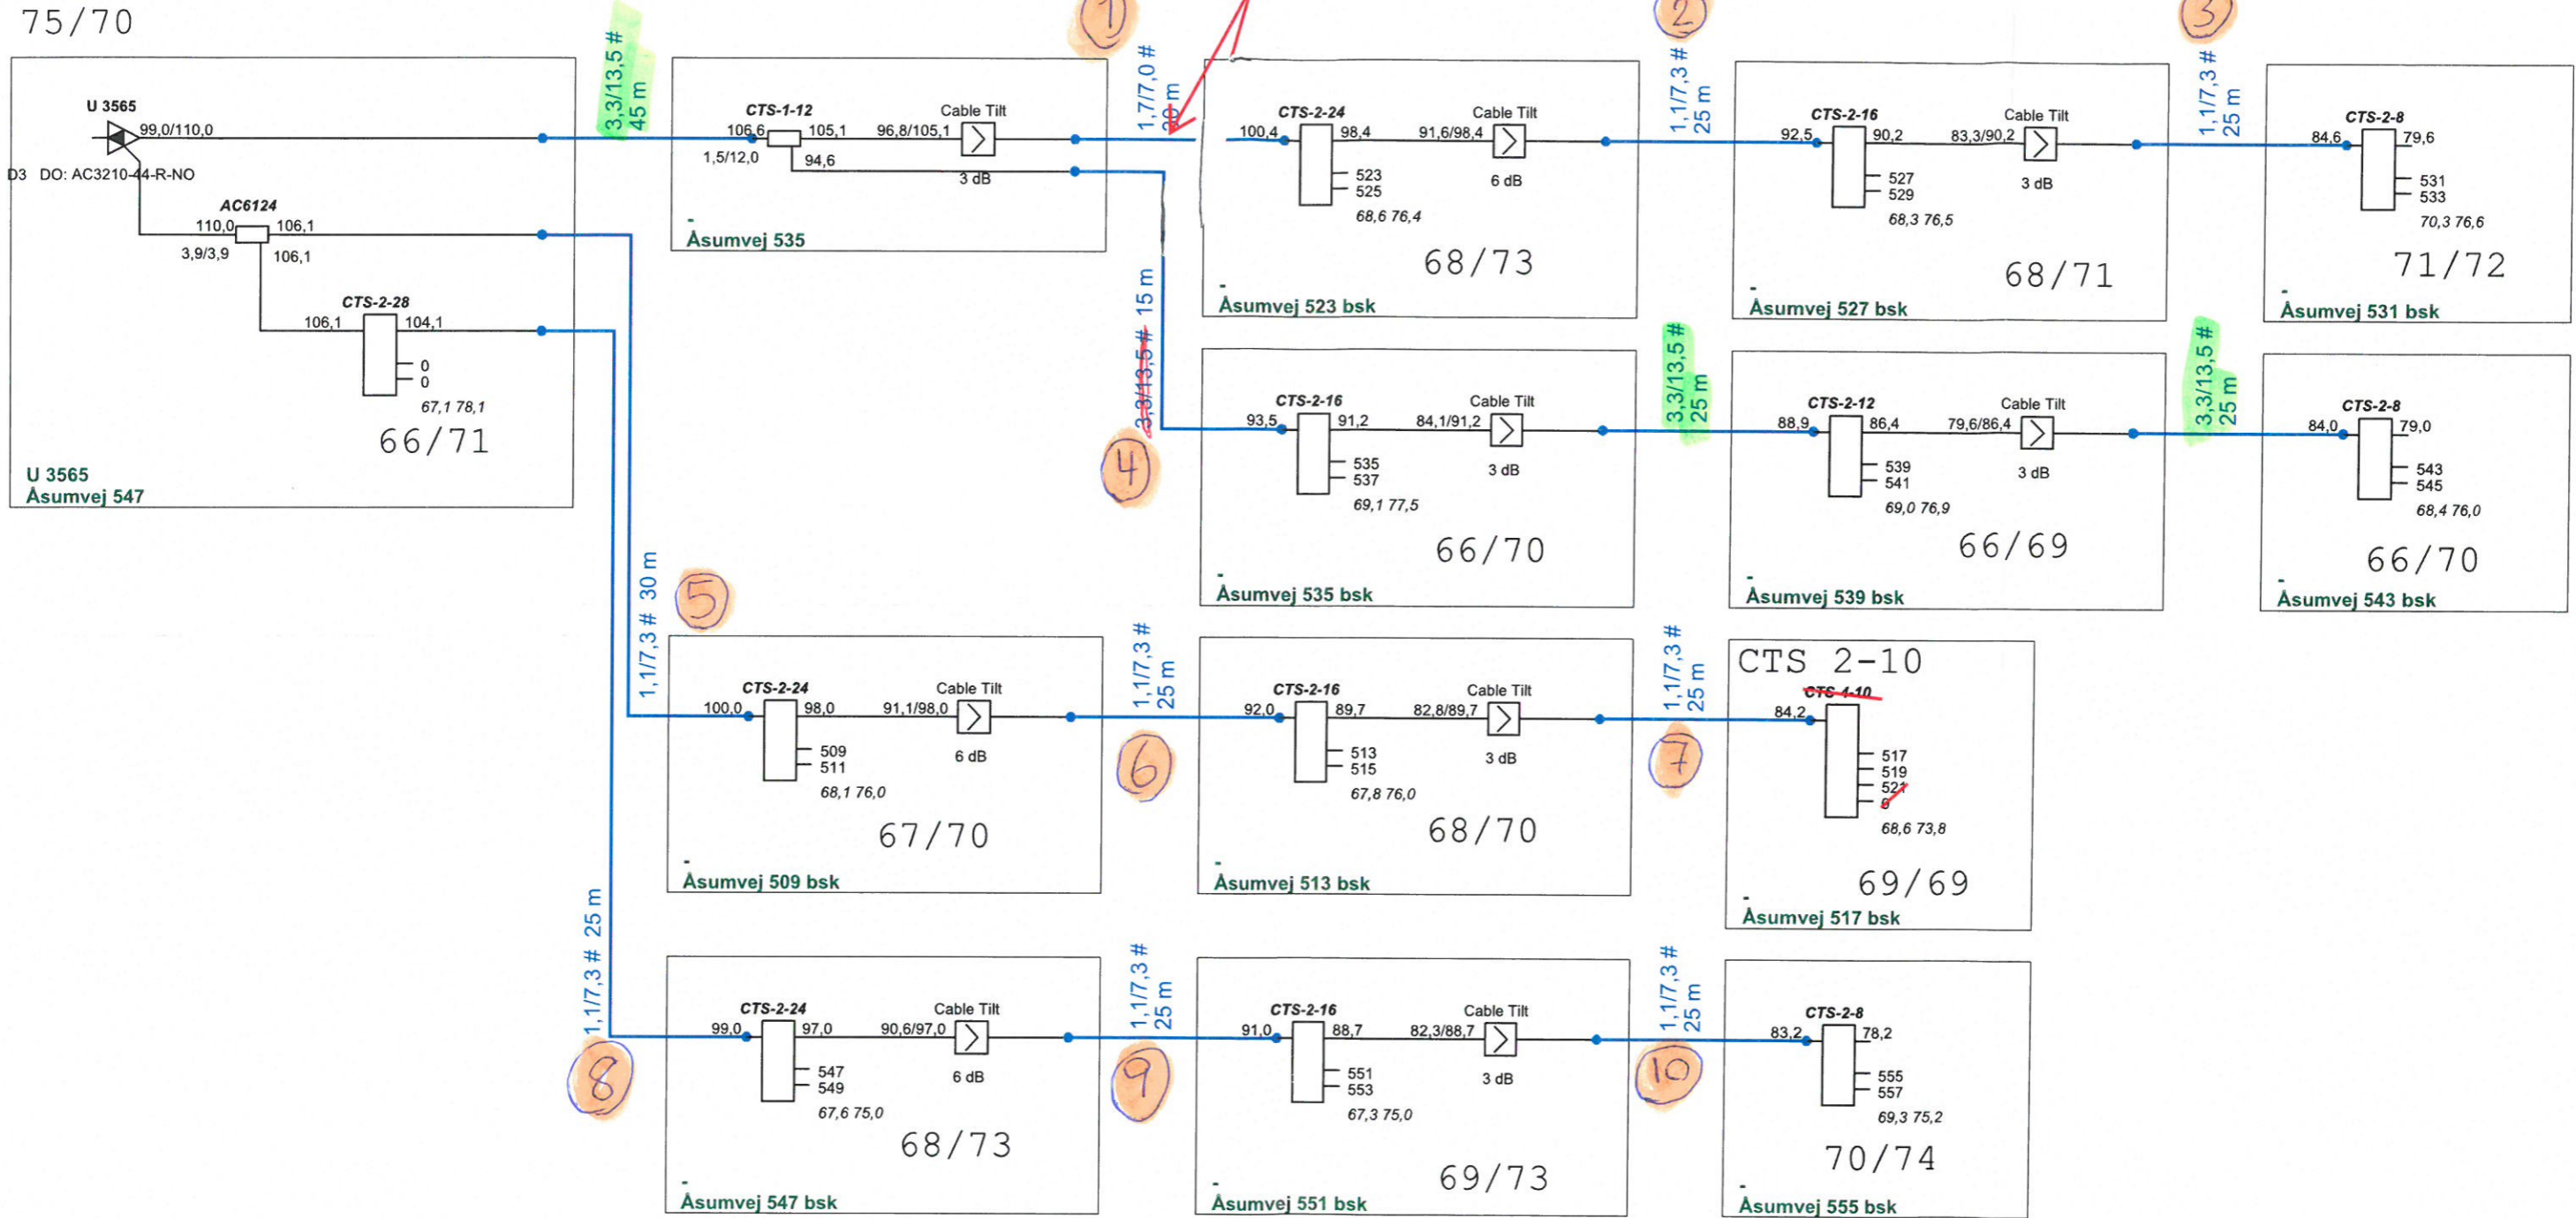 75/70
U 3565
99,0/110,0
D3 DO: AC3210-44-R-NO
AC6124
110,0
106,1
3,9/3,9
106,1
CTS-2-28
106,1
104,1
0
0
67,1 78,1
66/71
U 3565
Åsumvej 547
3,3/13,5 #
45 m
CTS-1-12
106,6
105,1
1,5/12,0
94,6
96,8/105,1
Cable Tilt
3 dB
-
Åsumvej 535
1
1,7/7,0 #
CTS-2-24
100,4
98,4
91,6/98,4
Cable Tilt
6 dB
523
525
68,6 76,4
68/73
-
Åsumvej 523 bsk
2
1,1/7,3 #
25 m
CTS-2-16
92,5
90,2
83,3/90,2
Cable Tilt
3 dB
527
529
68,3 76,5
68/71
-
Åsumvej 527 bsk
3
1,1/7,3 #
25 m
CTS-2-8
84,6
79,6
531
533
70,3 76,6
71/72
-
Åsumvej 531 bsk
3,3/13,5 # 15 m
4
CTS-2-16
93,5
91,2
84,1/91,2
Cable Tilt
3 dB
535
537
69,1 77,5
66/70
-
Åsumvej 535 bsk
3,3/13,5 #
25 m
CTS-2-12
88,9
86,4
79,6/86,4
Cable Tilt
3 dB
539
541
69,0 76,9
66/69
-
Åsumvej 539 bsk
3,3/13,5 #
25 m
CTS-2-8
84,0
79,0
543
545
68,4 76,0
66/70
-
Åsumvej 543 bsk
1,1/7,3 # 30 m
5
CTS-2-24
100,0
98,0
91,1/98,0
Cable Tilt
6 dB
509
511
68,1 76,0
67/70
-
Åsumvej 509 bsk
1,1/7,3 #
25 m
6
CTS-2-16
92,0
89,7
82,8/89,7
Cable Tilt
3 dB
513
515
67,8 76,0
68/70
-
Åsumvej 513 bsk
1,1/7,3 #
25 m
7
CTS 2-10
CTS-4-10
84,2
517
519
521
0
68,6 73,8
69/69
-
Åsumvej 517 bsk
1,1/7,3 # 25 m
8
CTS-2-24
99,0
97,0
90,6/97,0
Cable Tilt
6 dB
547
549
67,6 75,0
68/73
-
Åsumvej 547 bsk
1,1/7,3 #
25 m
9
CTS-2-16
91,0
88,7
82,3/88,7
Cable Tilt
3 dB
551
553
67,3 75,0
69/73
-
Åsumvej 551 bsk
1,1/7,3 #
25 m
10
CTS-2-8
83,2
78,2
555
557
69,3 75,2
70/74
-
Åsumvej 555 bsk